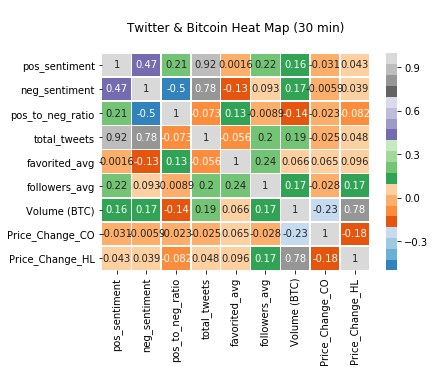 Twitter & Bitcoin Heat Map (30 min)
pos_sentiment 1 0.47 0.21 0.92 0.0016 0.22 0.16 -0.031 0.043
neg_sentiment 0.47 1 -0.5 0.78 -0.13 0.093 0.17 -0.0059 0.039
pos_to_neg_ratio 0.21 -0.5 1 -0.073 0.13 -0.0089 -0.14 -0.023 -0.082
total_tweets 0.92 0.78 -0.073 1 -0.056 0.2 0.19 -0.025 0.048
favorited_avg -0.0016 -0.13 0.13 -0.056 1 0.24 0.066 0.065 0.096
followers_avg 0.22 0.093 -0.0089 0.2 0.24 1 0.17 -0.028 0.17
Volume (BTC) 0.16 0.17 -0.14 0.19 0.066 0.17 1 -0.23 0.78
Price_Change_CO -0.031 -0.0059 -0.023 -0.025 0.065 -0.028 -0.23 1 -0.18
Price_Change_HL 0.043 0.039 -0.082 0.048 0.096 0.17 0.78 -0.18 1
pos_sentiment
neg_sentiment
pos_to_neg_ratio
total_tweets
favorited_avg
followers_avg
Volume (BTC)
Price_Change_CO
Price_Change_HL
0.9
0.6
0.3
0.0
−0.3